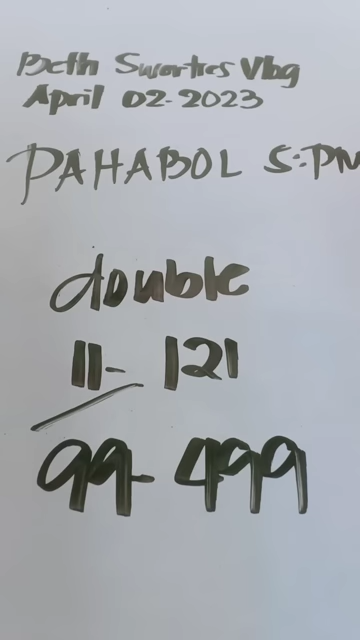 Beth Swertres Vlog
April 02-2023
PAHABOL 5:PM
double
11- 121
99- 499